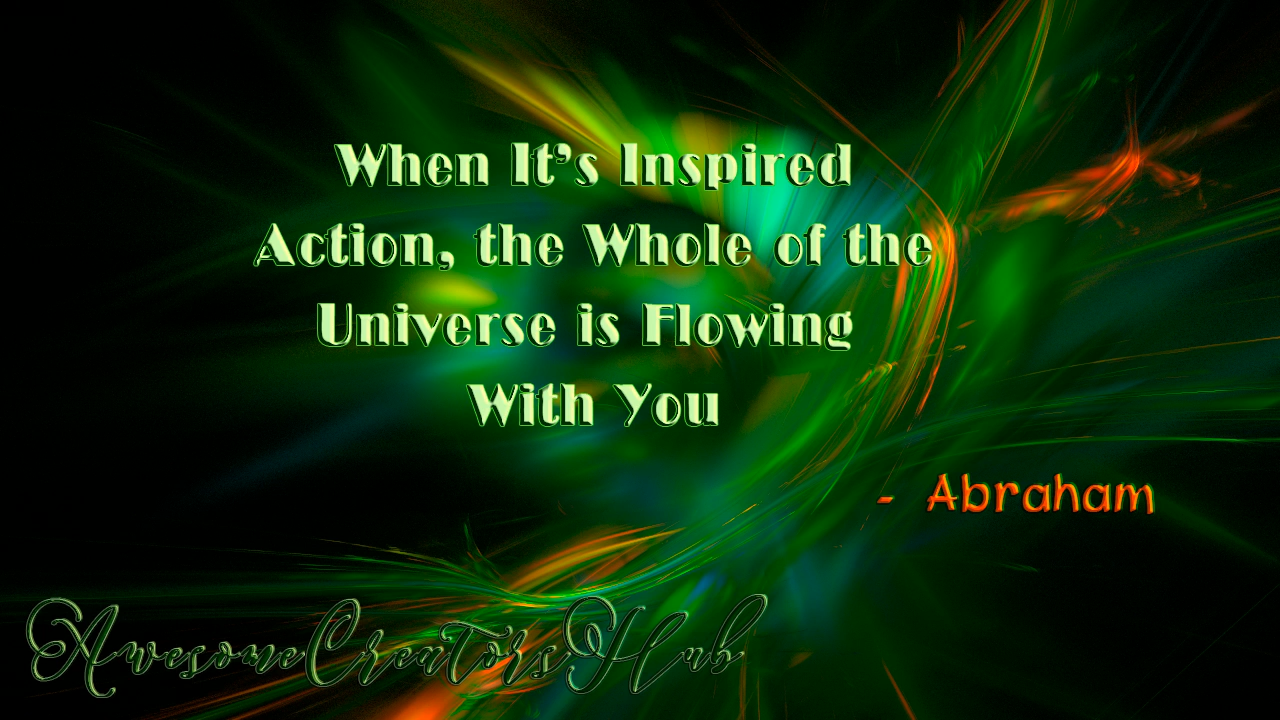 When It’s Inspired
Action, the Whole of the
Universe is Flowing
With You
- Abraham
AwesomeCreatorsHub